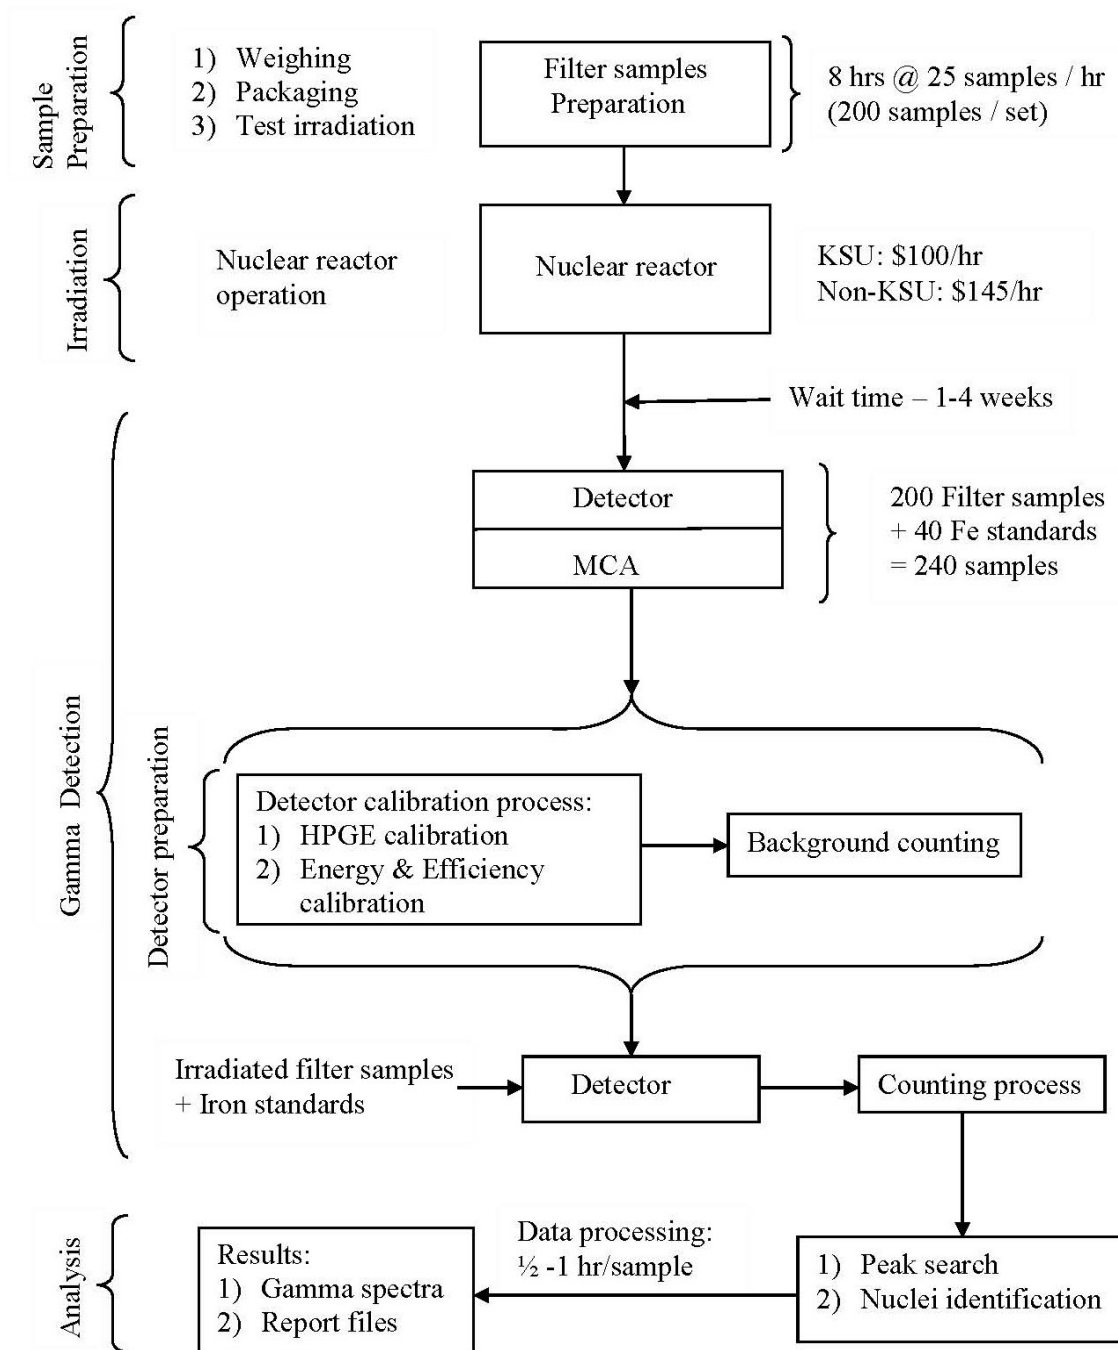 Sample
Preparation
1) Weighing
2) Packaging
3) Test irradiation
Filter samples
Preparation
8 hrs @ 25 samples / hr
(200 samples / set)
Irradiation
Nuclear reactor
operation
Nuclear reactor
KSU: $100/hr
Non-KSU: $145/hr
Wait time – 1-4 weeks
Gamma Detection
Detector
MCA
200 Filter samples
+ 40 Fe standards
= 240 samples
Detector preparation
Detector calibration process:
1) HPGE calibration
2) Energy & Efficiency
calibration
Background counting
Irradiated filter samples
+ Iron standards
Detector
Counting process
Analysis
Results:
1) Gamma spectra
2) Report files
Data processing:
½ -1 hr/sample
1) Peak search
2) Nuclei identification